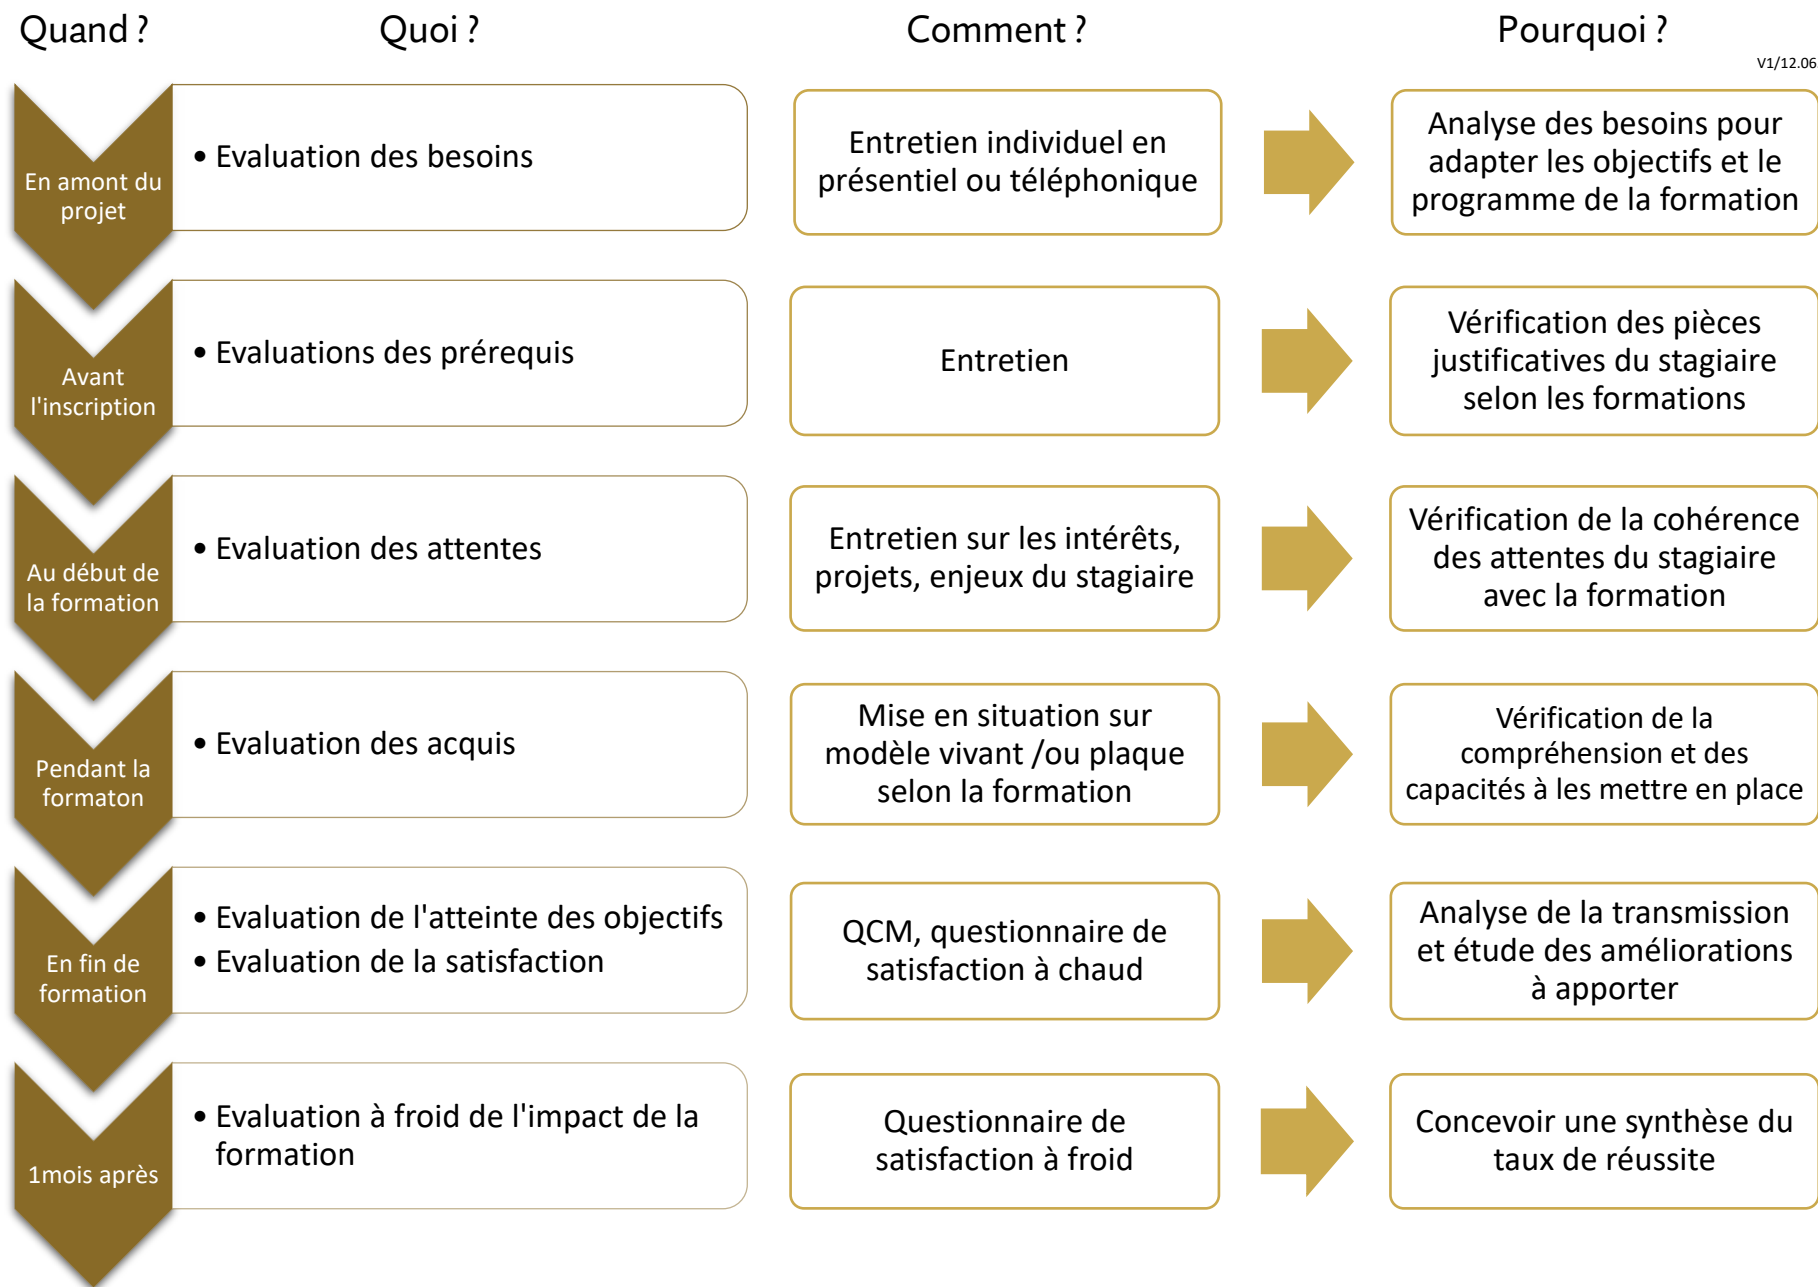 Quand ?
Quoi ?
Comment ?
Pourquoi ?
V1/12.06
En amont du
projet
• Evaluation des besoins
Entretien individuel en
présentiel ou téléphonique
Analyse des besoins pour
adapter les objectifs et le
programme de la formation
Avant
l'inscription
• Evaluations des prérequis
Entretien
Vérification des pièces
justificatives du stagiaire
selon les formations
Au début de
la formation
• Evaluation des attentes
Entretien sur les intérêts,
projets, enjeux du stagiaire
Vérification de la cohérence
des attentes du stagiaire
avec la formation
Pendant la
formaton
• Evaluation des acquis
Mise en situation sur
modèle vivant /ou plaque
selon la formation
Vérification de la
compréhension et des
capacités à les mettre en place
En fin de
formation
• Evaluation de l'atteinte des objectifs
• Evaluation de la satisfaction
QCM, questionnaire de
satisfaction à chaud
Analyse de la transmission
et étude des améliorations
à apporter
1mois après
• Evaluation à froid de l'impact de la
formation
Questionnaire de
satisfaction à froid
Concevoir une synthèse du
taux de réussite